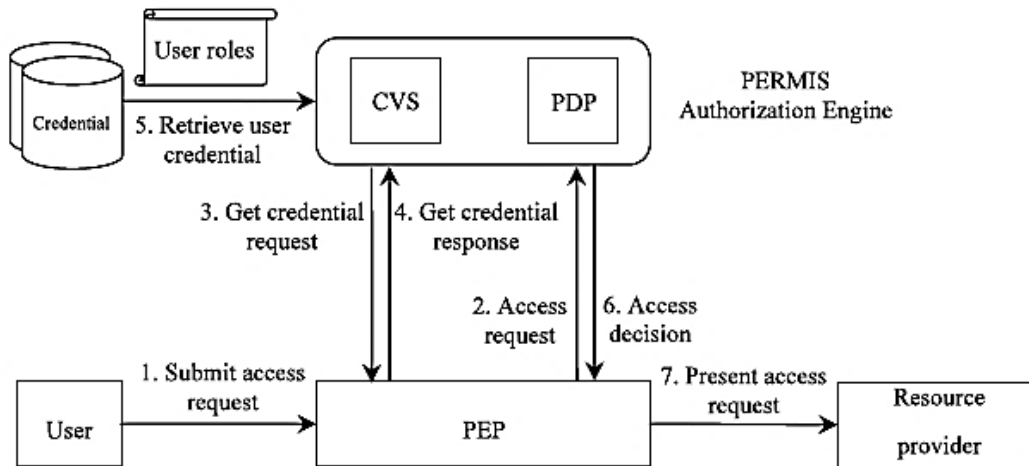 User roles
Credential
5. Retrieve user
credential
CVS
PDP
PERMIS
Authorization Engine
3. Get credential
request
4. Get credential
response
2. Access
request
6. Access
decision
1. Submit access
request
7. Present access
request
User
PEP
Resource
provider